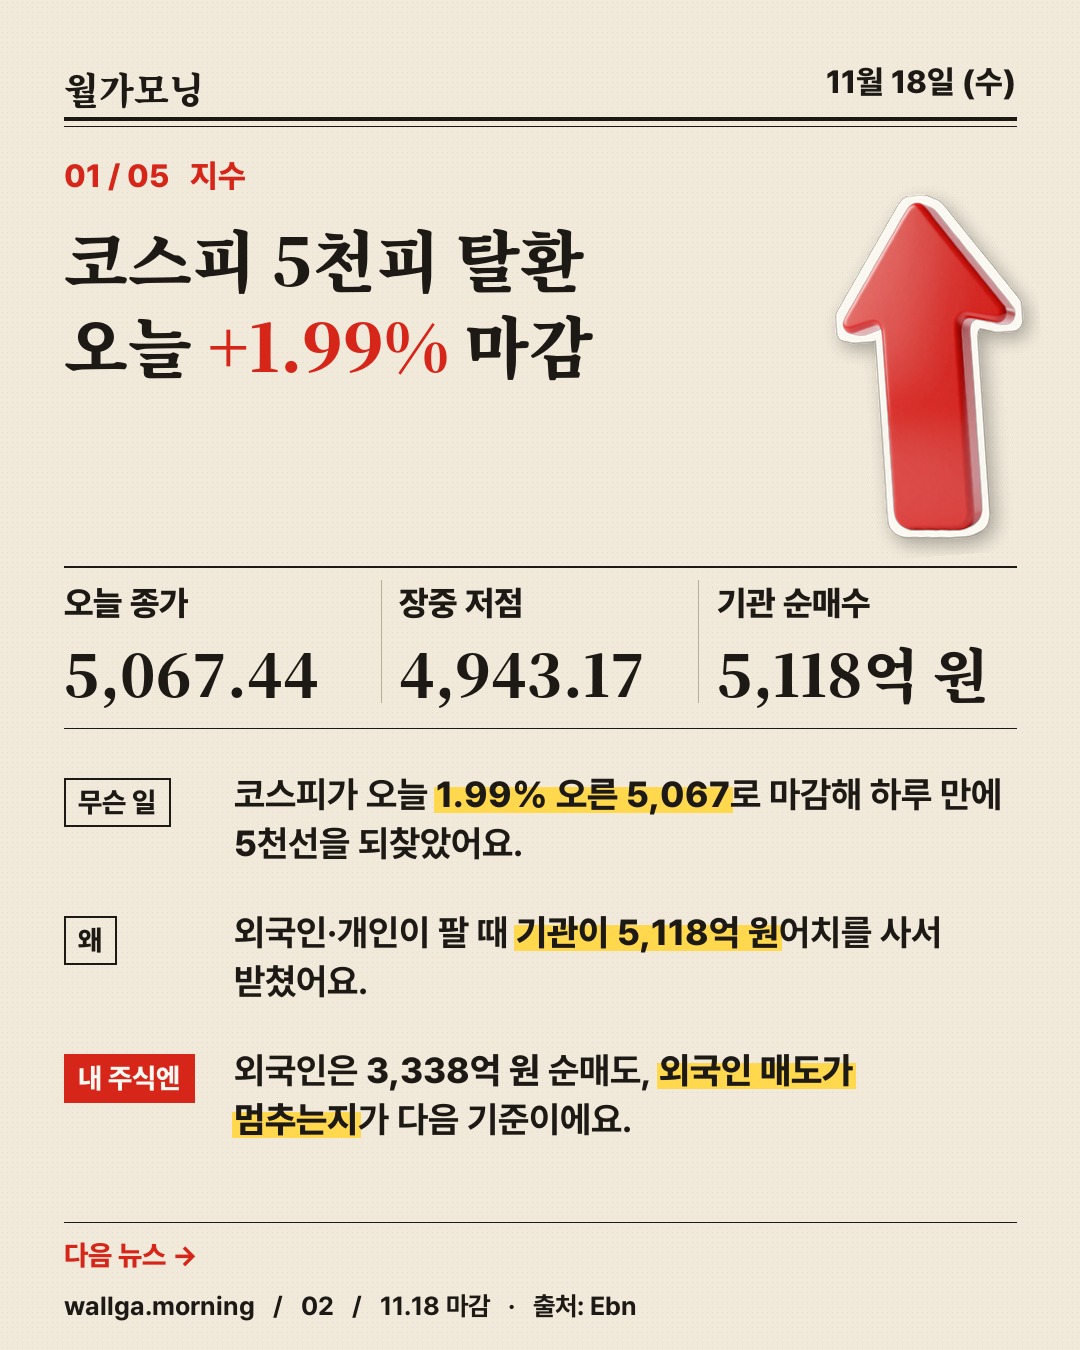 월가모닝
11월 18일 (수)
01 / 05 지수
코스피 5천피 탈환
오늘 +1.99% 마감
오늘 종가
장중 저점
기관 순매수
5,067.44
4,943.17
5,118억 원
무슨 일
코스피가 오늘 1.99% 오른 5,067로 마감해 하루 만에
5천선을 되찾았어요.
왜
외국인·개인이 팔 때 기관이 5,118억 원어치를 사서
받쳤어요.
내 주식엔
외국인은 3,338억 원 순매도, 외국인 매도가
멈추는지가 다음 기준이에요.
다음 뉴스 →
wallga.morning / 02 / 11.18 마감 · 출처: Ebn